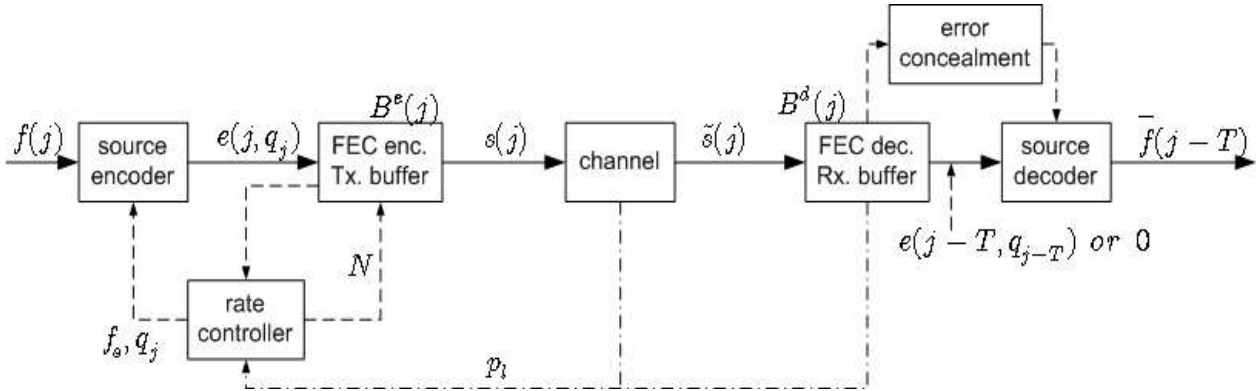 error
concealment
B^e(j)
B^d(j)
f(j)
source
encoder
e(j, q_j)
FEC enc.
Tx. buffer
s(j)
channel
s̃(j)
FEC dec.
Rx. buffer
source
decoder
f̄(j − T)
e(j − T, q_{j−T}) or 0
N
rate
controller
f_s, q_j
p_l